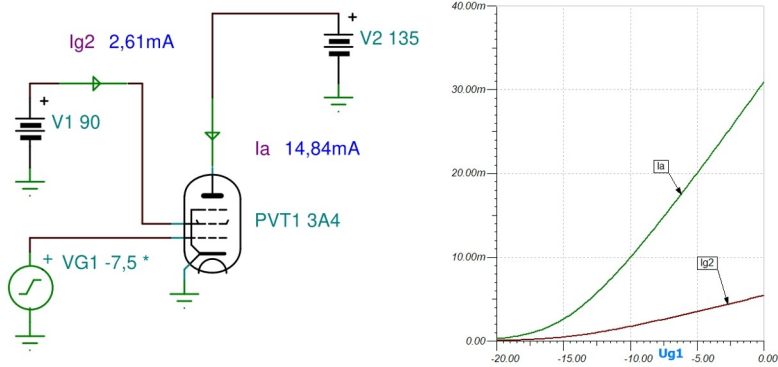 Ig2 2,61mA
+
V2 135
+
V1 90
Ia 14,84mA
PVT1 3A4
+ VG1 -7,5 *
40.00m
30.00m
20.00m
10.00m
0.00
Ia
Ig2
-20.00 -15.00 -10.00 -5.00 0.00
Ug1